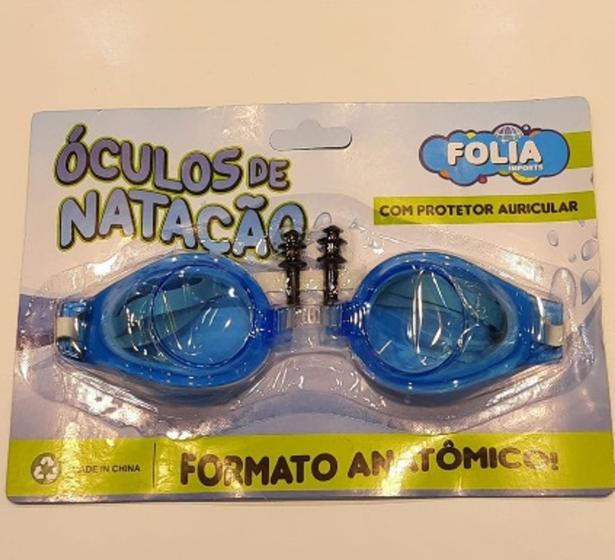 ÓCULOS DE
NATAÇÃO
FOLIA
IMPORTS
COM PROTETOR AURICULAR
MADE IN CHINA
FORMATO ANATÔMICO!